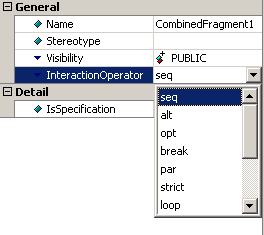 General
Name CombinedFragment1
Stereotype
Visibility PUBLIC
InteractionOperator seq
Detail
IsSpecification
seq
alt
opt
break
par
strict
loop